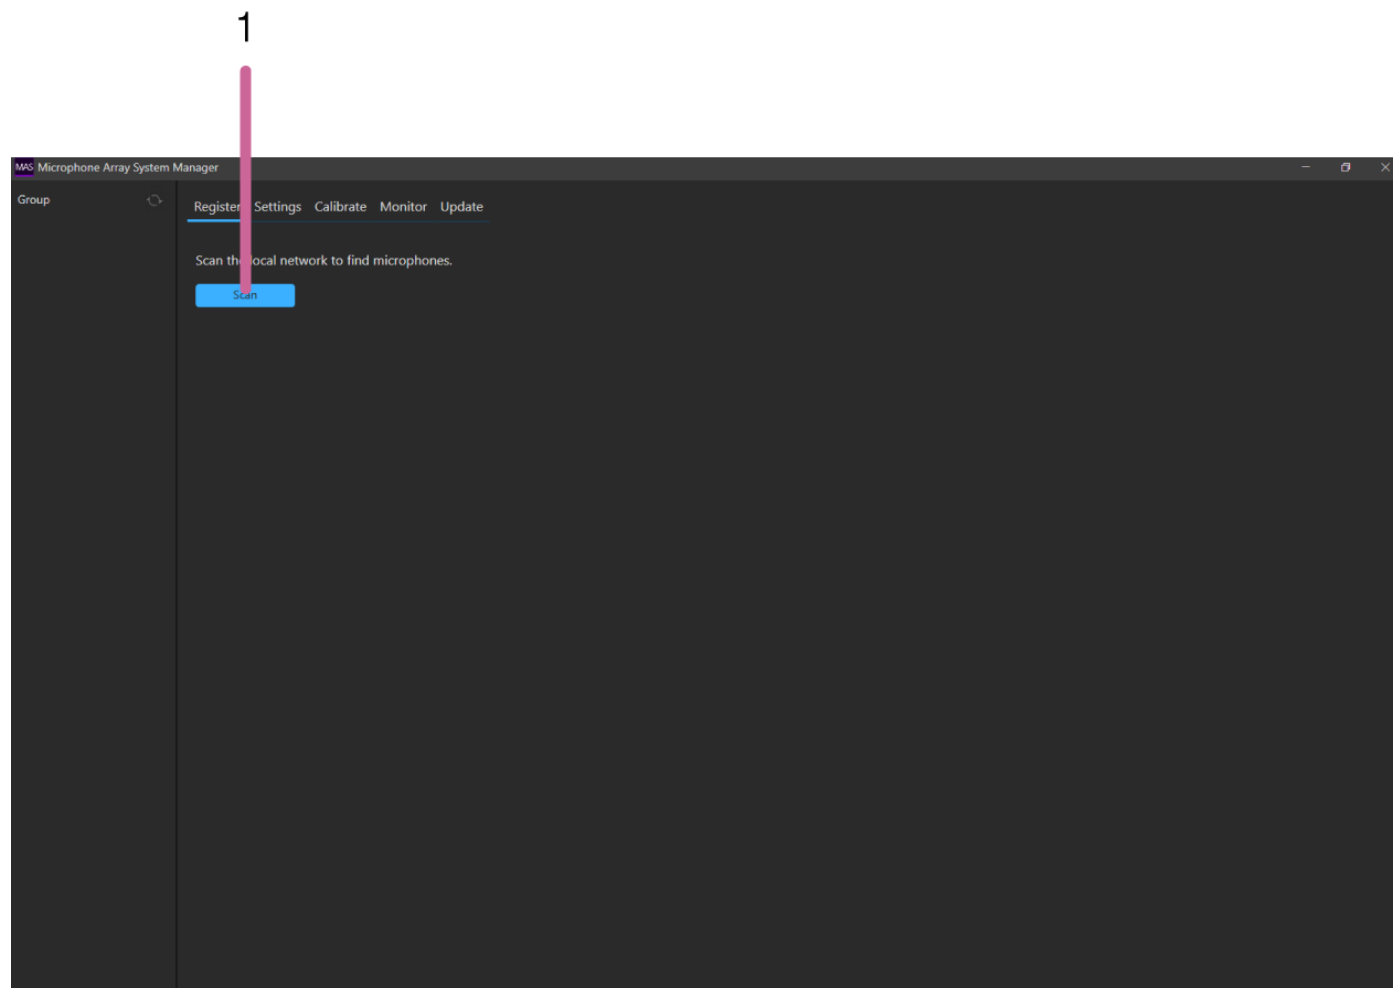 1
MAS Microphone Array System Manager
Group
Register Settings Calibrate Monitor Update
Scan the local network to find microphones.
Scan